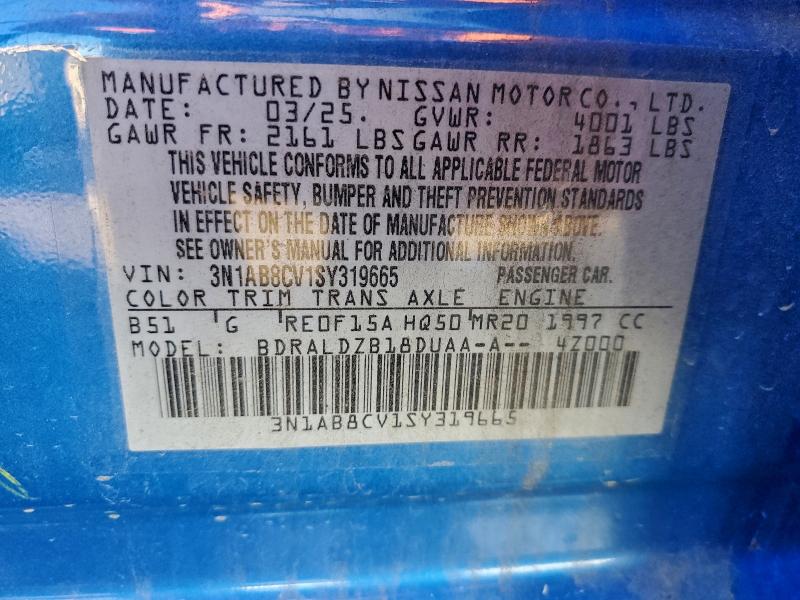 MANUFACTURED BY NISSAN MOTOR CO., LTD.
DATE: 03/25. GVWR: 4001 LBS
GAWR FR: 2161 LBS GAWR RR: 1863 LBS
THIS VEHICLE CONFORMS TO ALL APPLICABLE FEDERAL MOTOR
VEHICLE SAFETY, BUMPER AND THEFT PREVENTION STANDARDS
IN EFFECT ON THE DATE OF MANUFACTURE SHOWN ABOVE.
SEE OWNER'S MANUAL FOR ADDITIONAL INFORMATION.
VIN: 3N1AB8CV1SY319665 PASSENGER CAR.
COLOR TRIM TRANS AXLE ENGINE
B51 G RE0F15A HQ50 MR20 1997 CC
MODEL: BDRALDZB18DUAA-A-- 4Z000
3N1AB8CV1SY319665